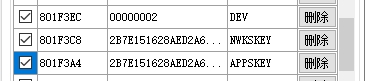 801F3EC 00000002 DEV 删除
801F3C8 2B7E151628AED2A6... NWKSKEY 删除
801F3A4 2B7E151628AED2A6... APPSKEY 删除